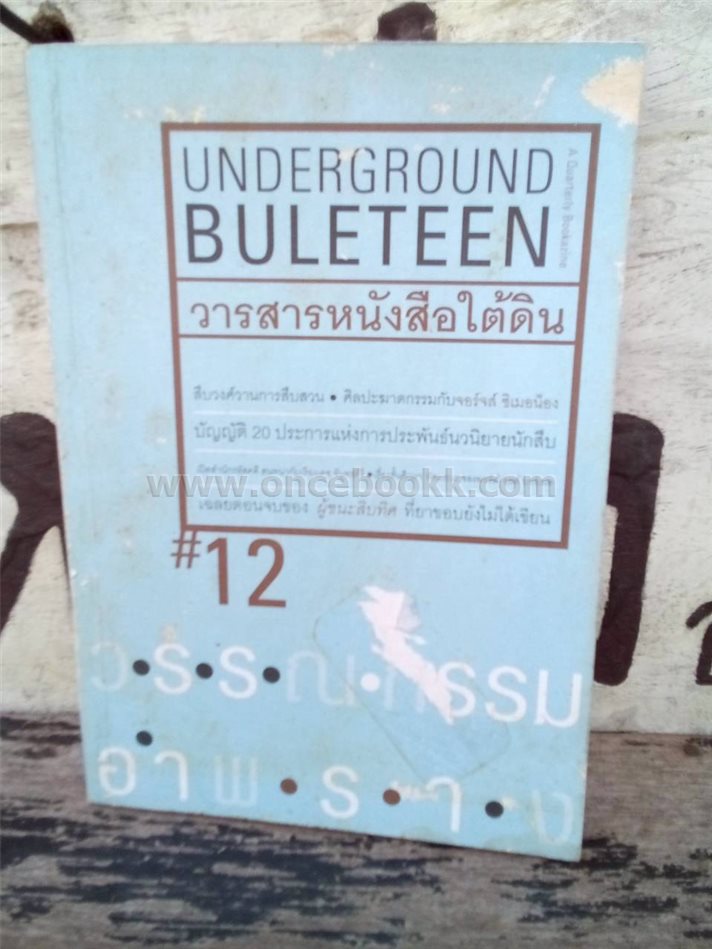 UNDERGROUND
BULETEEN
A Quarterly Bookazine
วารสารหนังสือใต้ดิน
สืบวงศ์วานการสืบสวน • ศิลปะฆาตกรรมกับจอร์จส์ ซิเมอน็อง
บัญญัติ 20 ประการแห่งการประพันธ์นวนิยายนักสืบ
www.oncebookk.com
เฉลยตอนจบของ ผู้ชนะสิบทิศ ที่ยาขอบยังไม่ได้เขียน
#12
ว•ร•ร•ณ•กรรม
อำพ•ร•า•ง